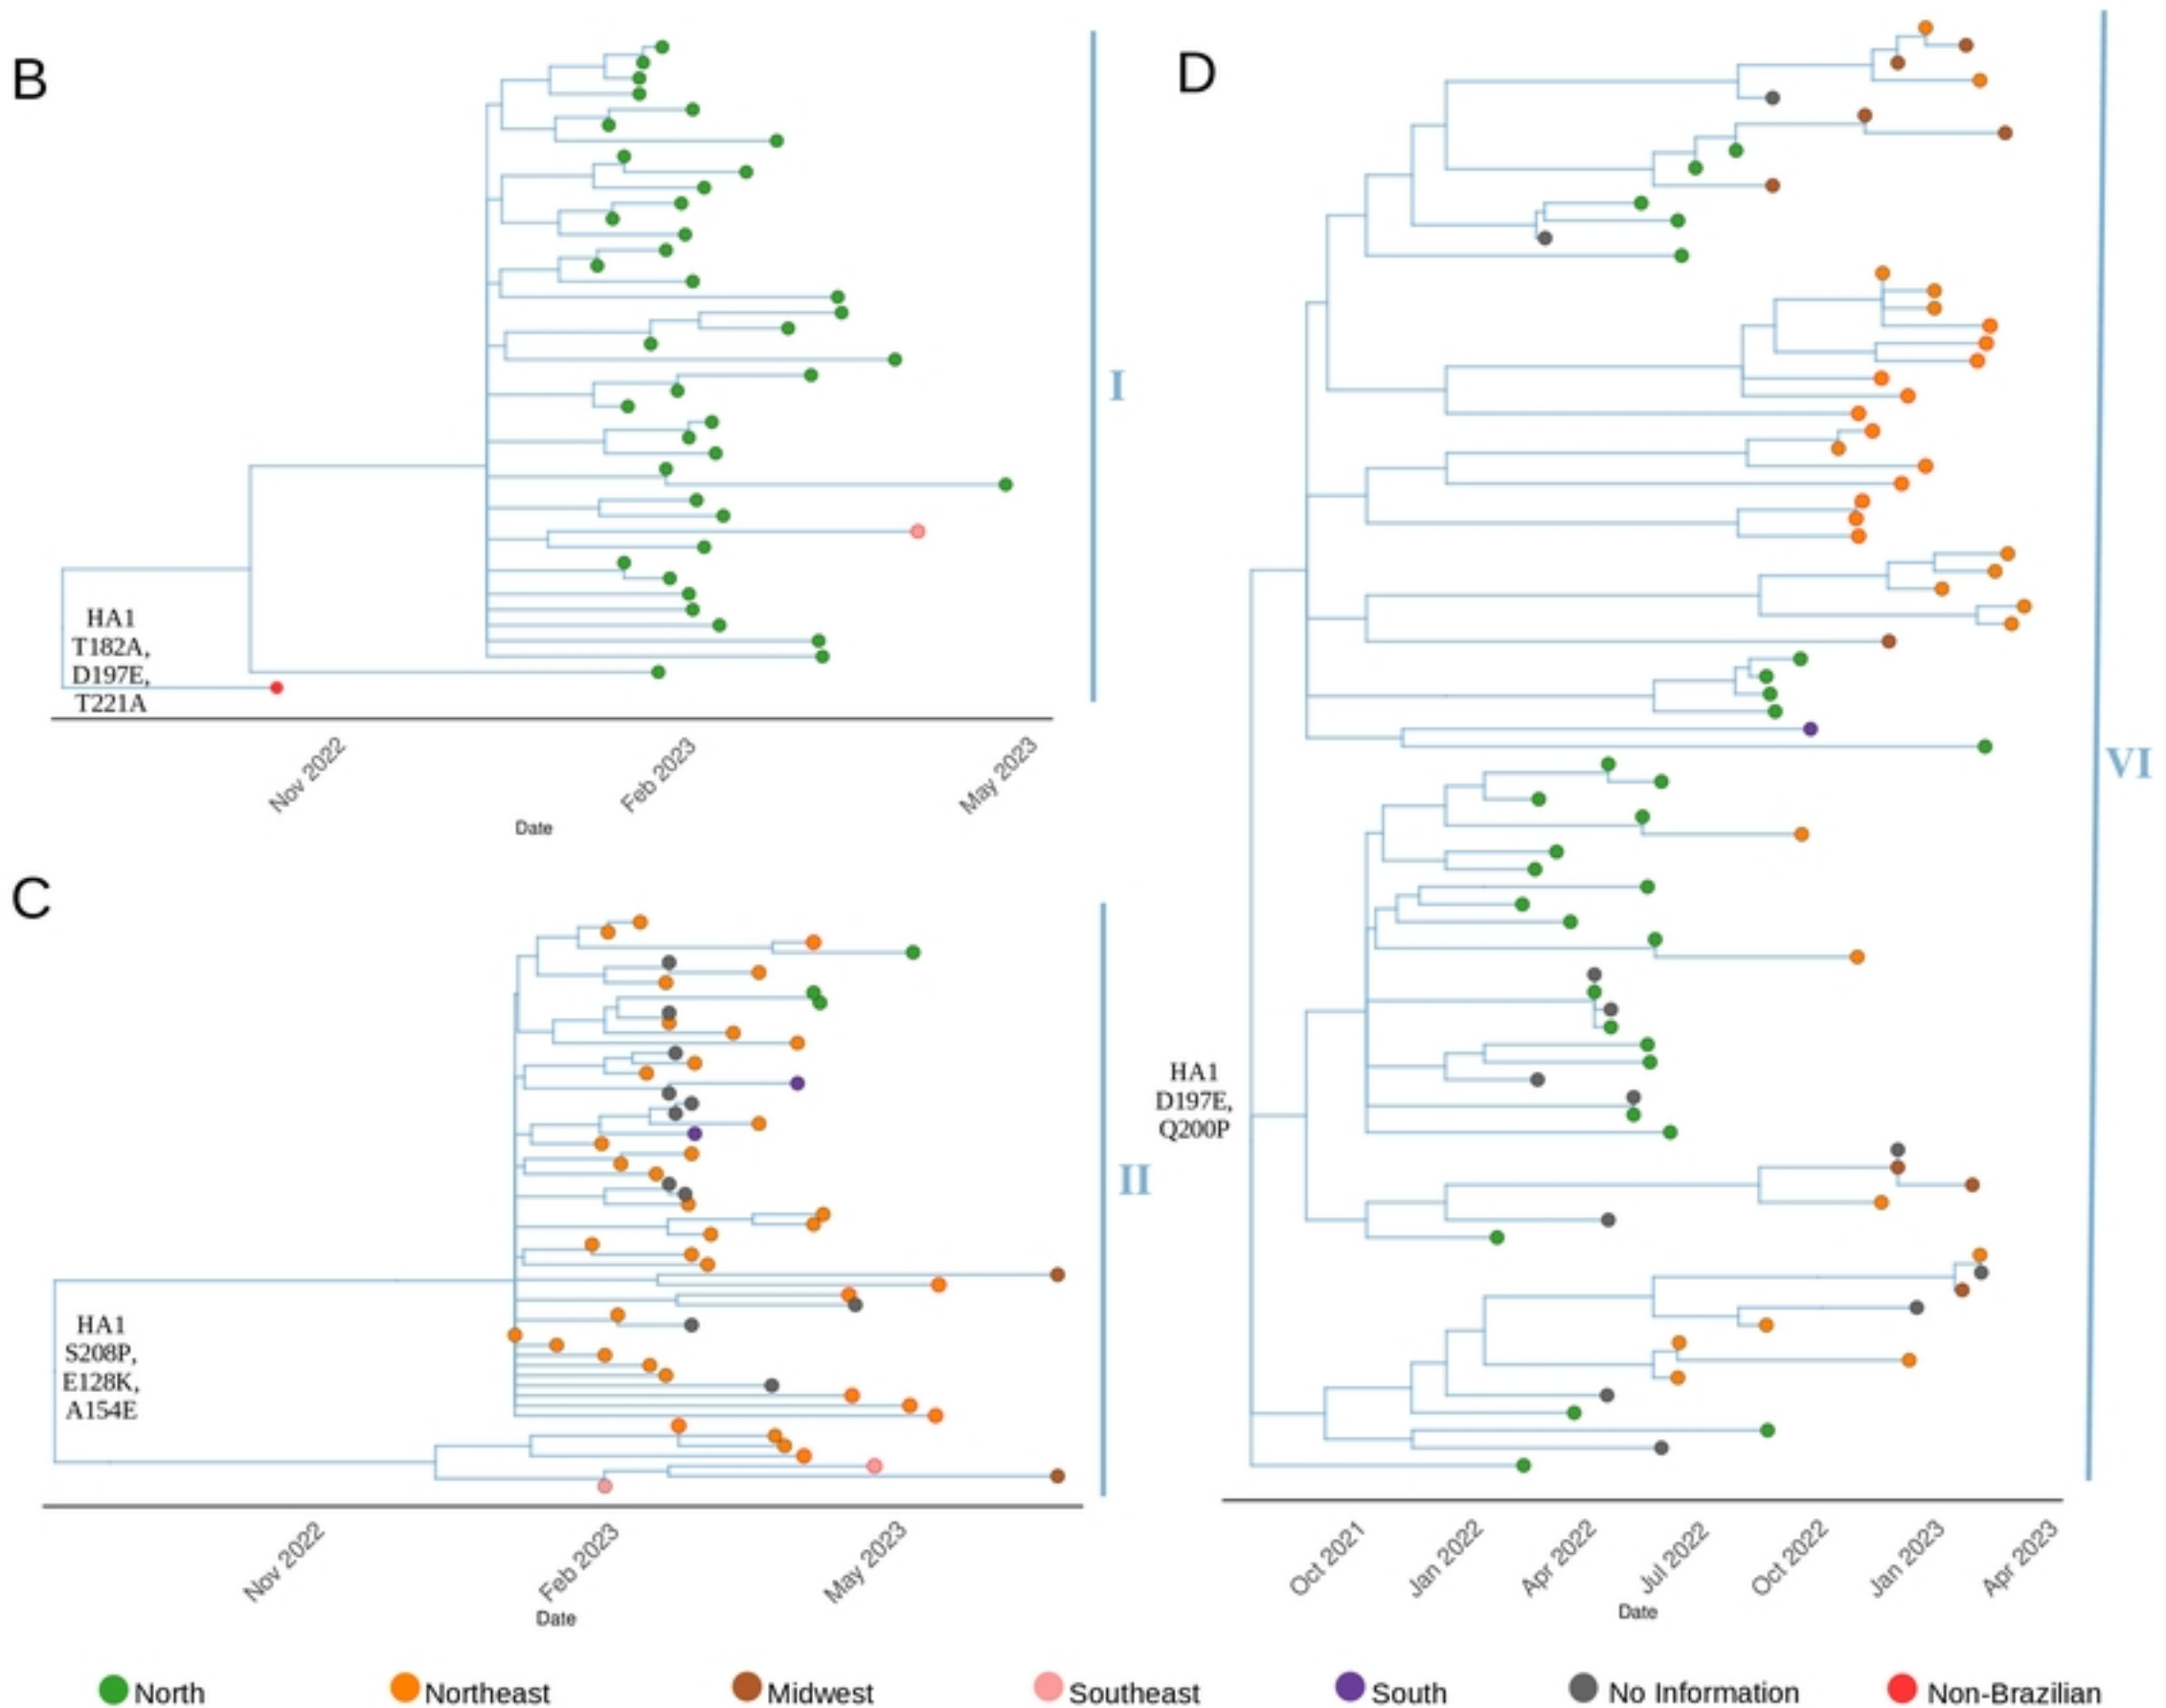 B
I
HA1
T182A,
D197E,
T221A
Nov 2022
Feb 2023
May 2023
Date
C
II
HA1
S208P,
E128K,
A154E
Nov 2022
Feb 2023
May 2023
Date
D
VI
HA1
D197E,
Q200P
Oct 2021
Jan 2022
Apr 2022
Jul 2022
Oct 2022
Jan 2023
Apr 2023
Date
North Northeast Midwest Southeast South No Information Non-Brazilian